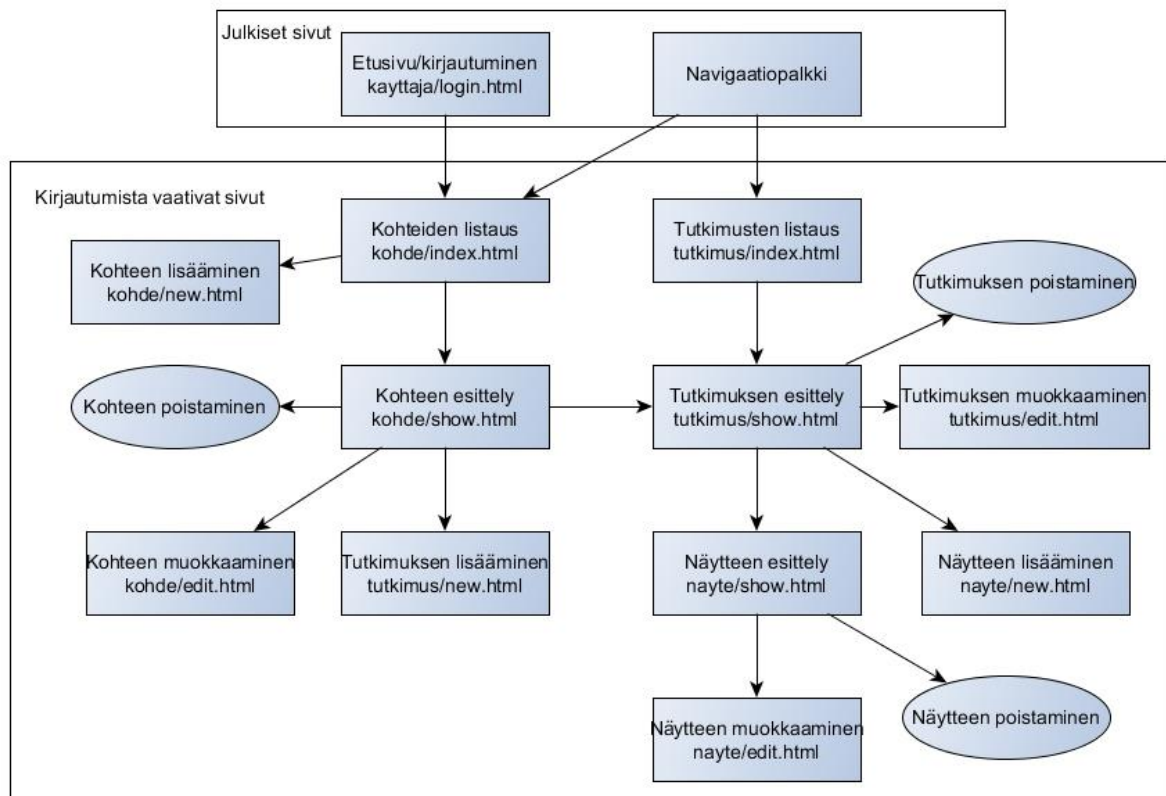 Julkiset sivut
Etusivu/kirjautuminen
kayttaja/login.html
Navigaatiopalkki
Kirjautumista vaativat sivut
Kohteiden listaus
kohde/index.html
Tutkimusten listaus
tutkimus/index.html
Kohteen lisääminen
kohde/new.html
Tutkimuksen poistaminen
Kohteen poistaminen
Kohteen esittely
kohde/show.html
Tutkimuksen esittely
tutkimus/show.html
Tutkimuksen muokkaaminen
tutkimus/edit.html
Kohteen muokkaaminen
kohde/edit.html
Tutkimuksen lisääminen
tutkimus/new.html
Näytteen esittely
nayte/show.html
Näytteen lisääminen
nayte/new.html
Näytteen muokkaaminen
nayte/edit.html
Näytteen poistaminen